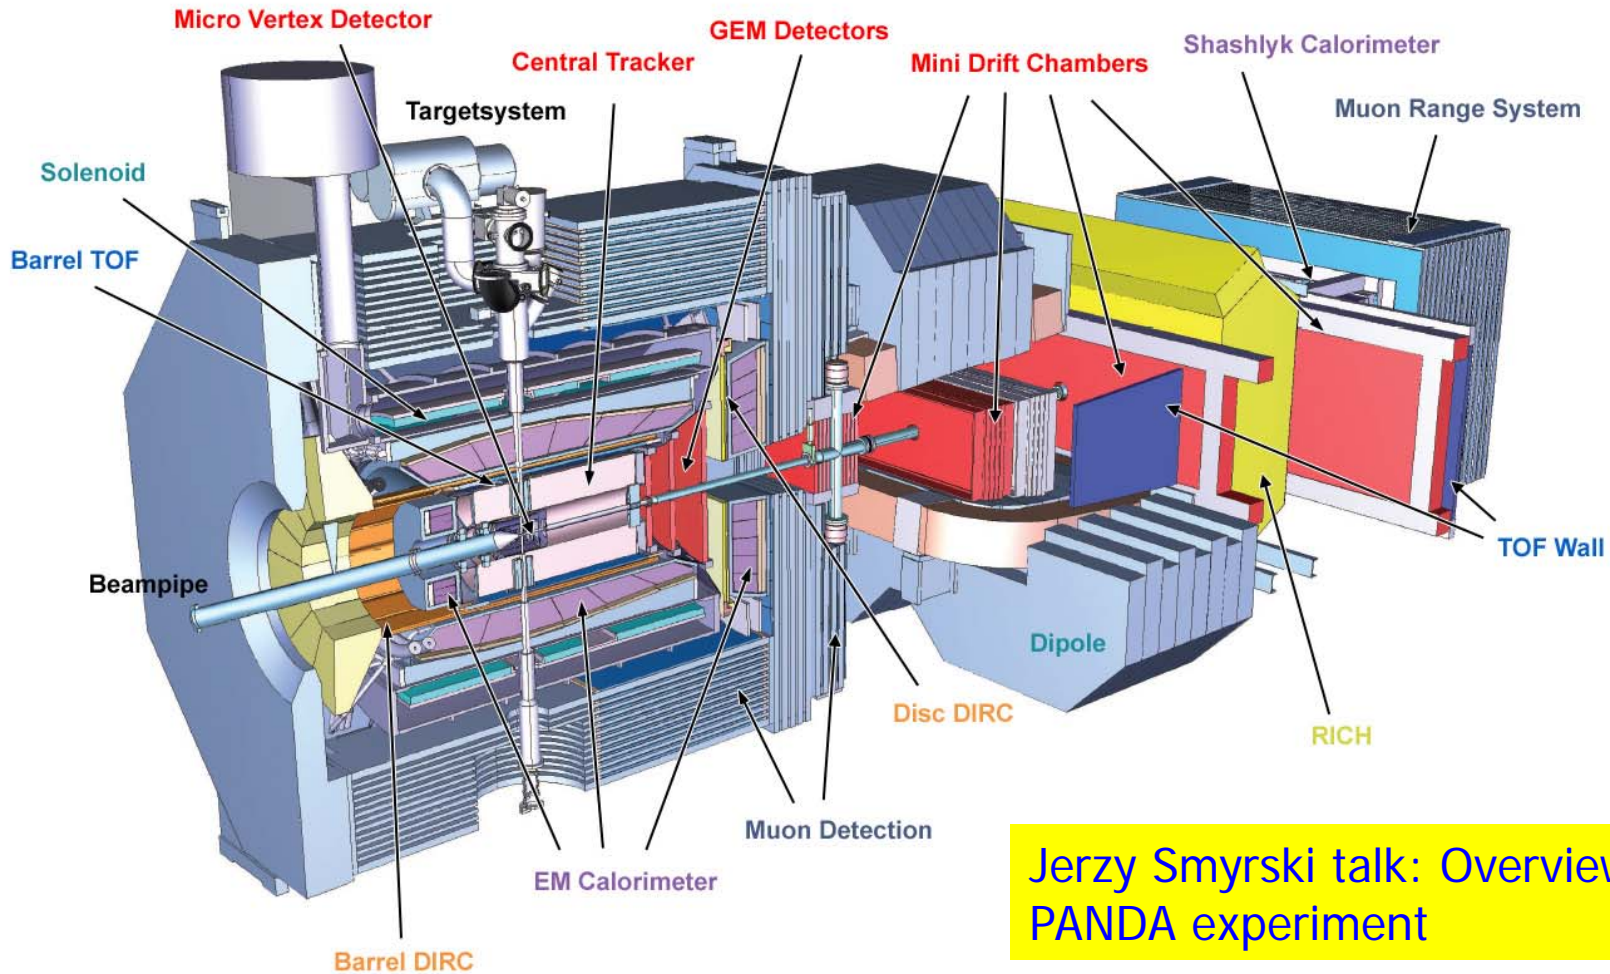 Micro Vertex Detector
GEM Detectors
Shashlyk Calorimeter
Central Tracker
Mini Drift Chambers
Targetsystem
Muon Range System
Solenoid
Barrel TOF
TOF Wall
Beampipe
Dipole
Disc DIRC
RICH
Muon Detection
EM Calorimeter
Barrel DIRC
Jerzy Smyrski talk: Overview
PANDA experiment